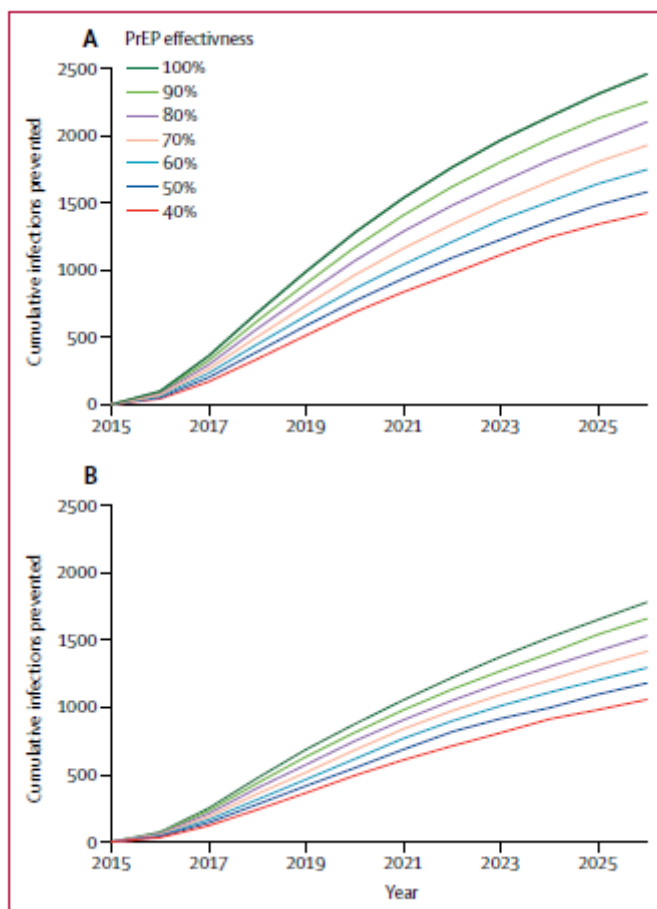 A PrEP effectivness
2500
2000
1500
1000
500
0
100%
90%
80%
70%
60%
50%
40%
Cumulative infections prevented
2015 2017 2019 2021 2023 2025
B
2500
2000
1500
1000
500
0
Cumulative infections prevented
2015 2017 2019 2021 2023 2025
Year